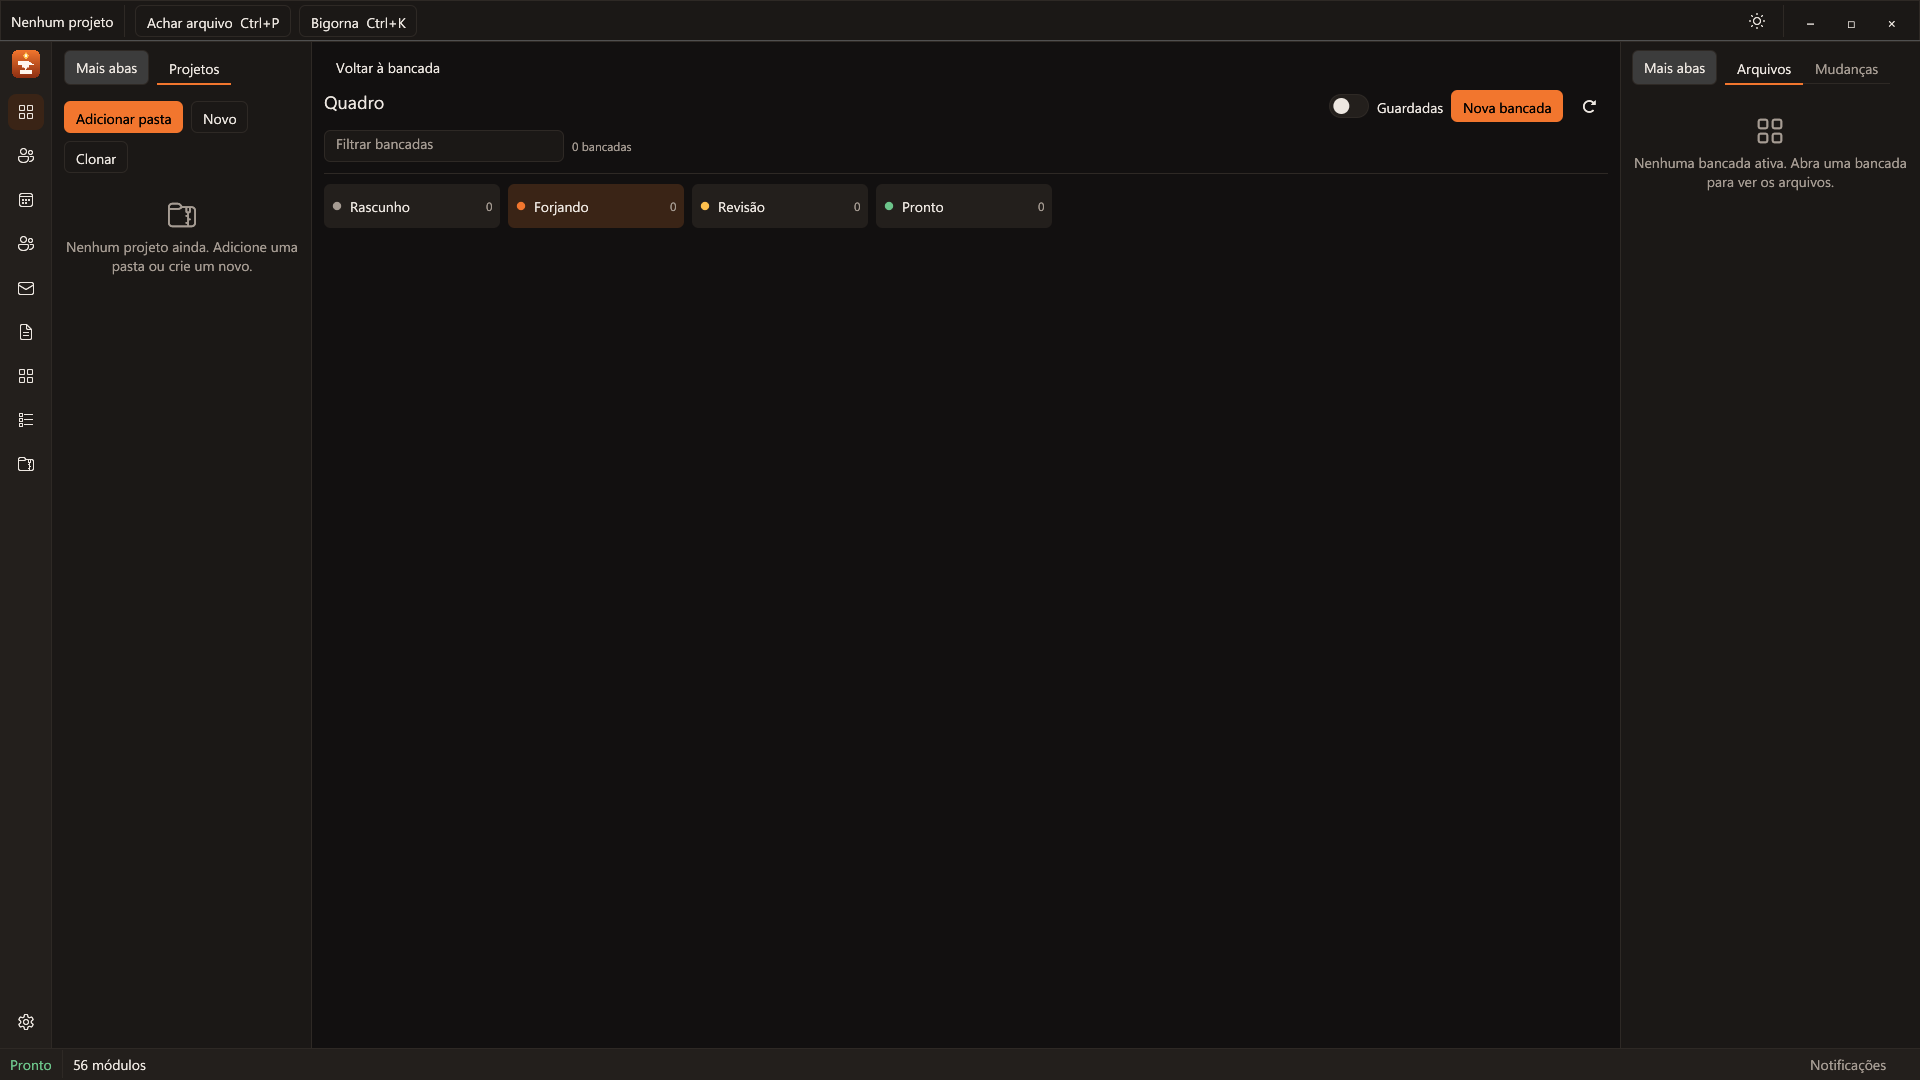 Nenhum projeto
Achar arquivo Ctrl+P
Bigorna Ctrl+K
Mais abas
Projetos
Adicionar pasta
Novo
Clonar
Nenhum projeto ainda. Adicione uma
pasta ou crie um novo.
Voltar à bancada
Quadro
Guardadas
Nova bancada
Filtrar bancadas
0 bancadas
Rascunho 0
Forjando 0
Revisão 0
Pronto 0
Mais abas
Arquivos
Mudanças
Nenhuma bancada ativa. Abra uma bancada
para ver os arquivos.
Pronto
56 módulos
Notificações